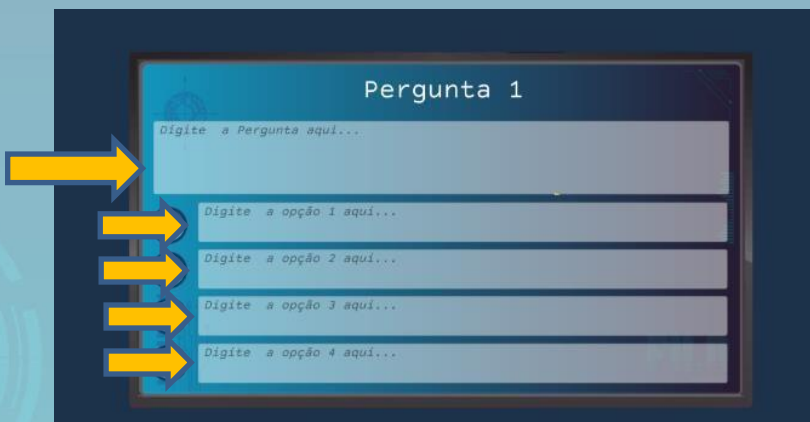 Pergunta 1
Digite a Pergunta aqui...
Digite a opção 1 aqui...
Digite a opção 2 aqui...
Digite a opção 3 aqui...
Digite a opção 4 aqui...